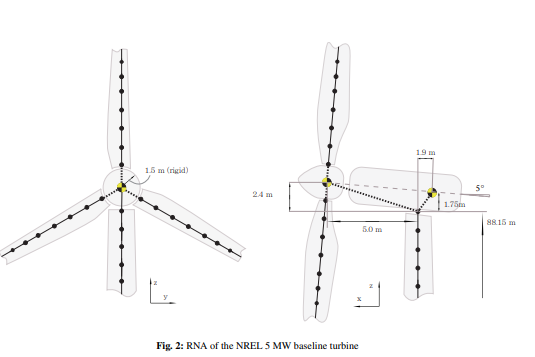 1.9 m
1.5 m (rigid)
5°
2.4 m
1.75m
88.15 m
5.0 m
z
y
z
x
Fig. 2: RNA of the NREL 5 MW baseline turbine